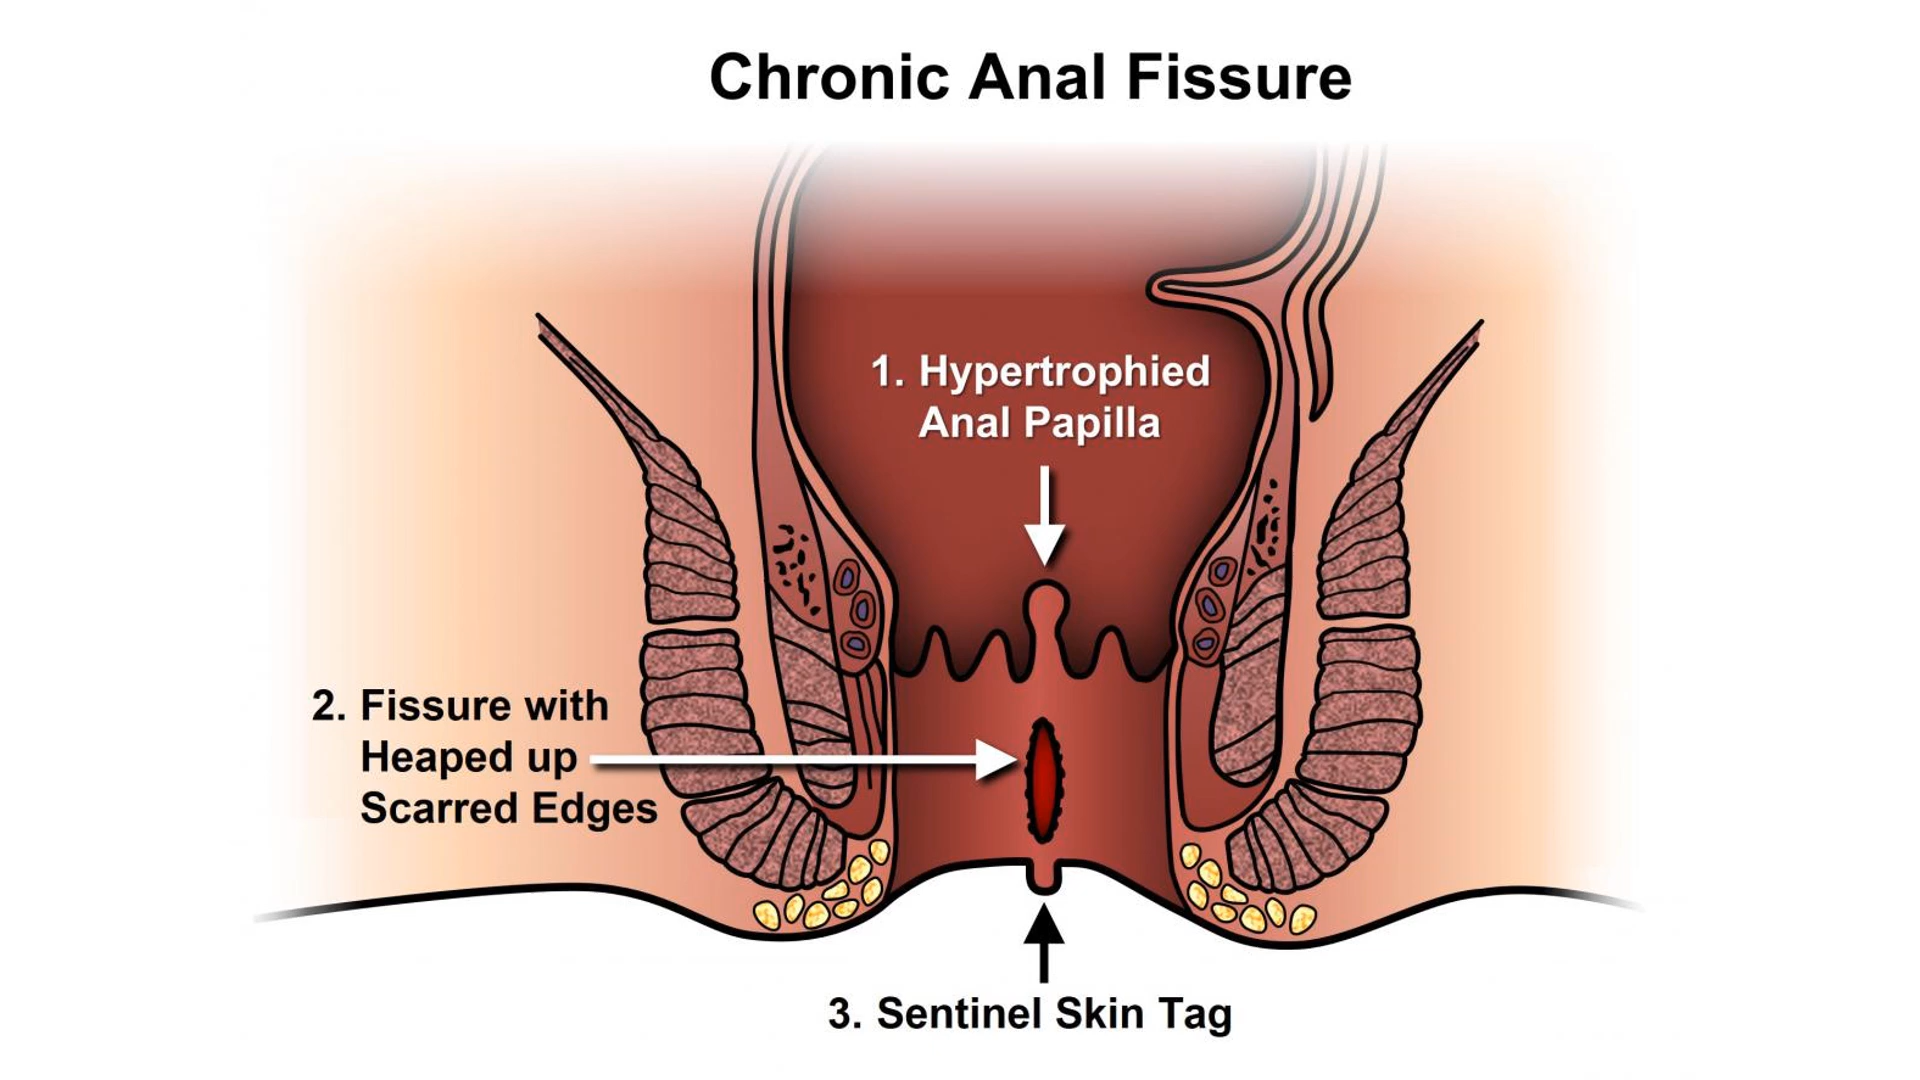 Chronic Anal Fissure
1. Hypertrophied
Anal Papilla
2. Fissure with
Heaped up
Scarred Edges
3. Sentinel Skin Tag